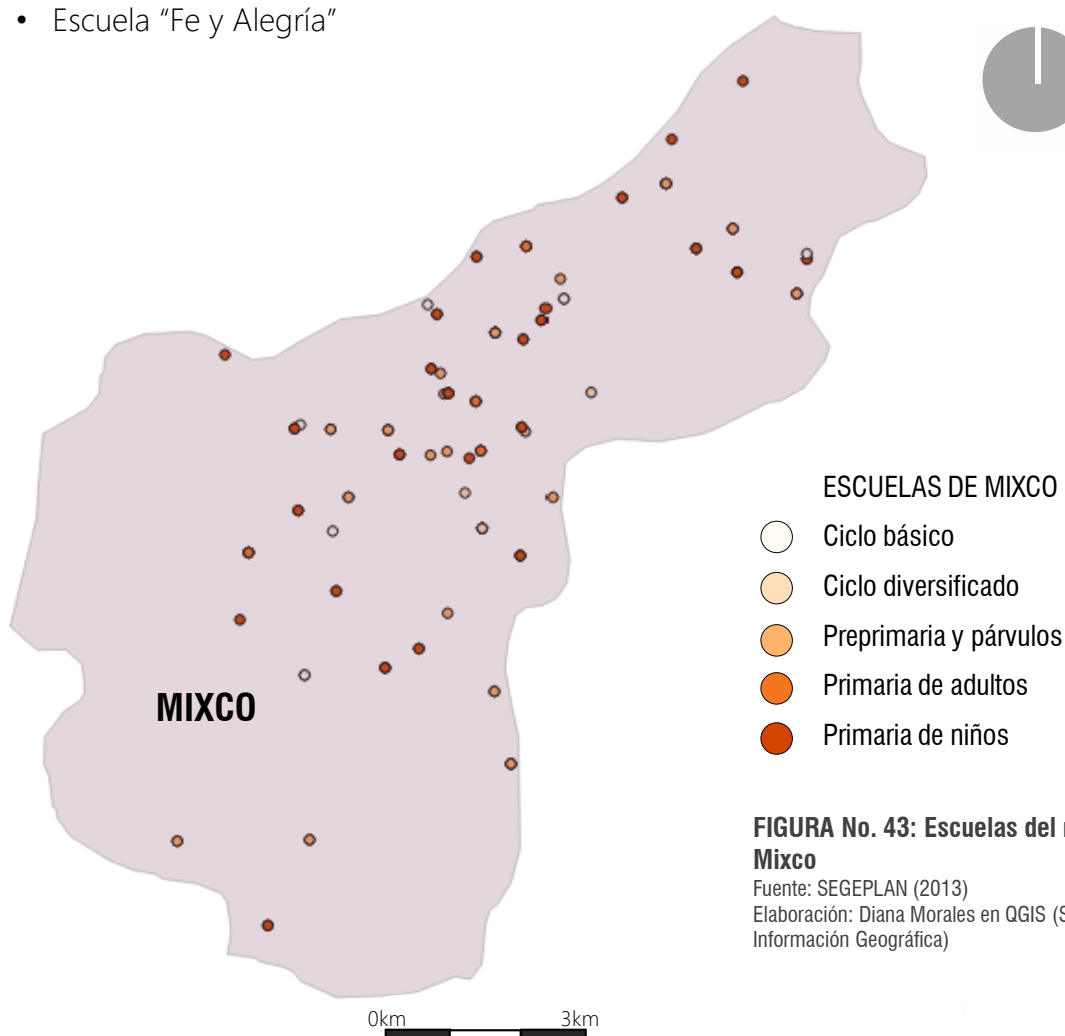 • Escuela “Fe y Alegría”
MIXCO
ESCUELAS DE MIXCO
Ciclo básico
Ciclo diversificado
Preprimaria y párvulos
Primaria de adultos
Primaria de niños
FIGURA No. 43: Escuelas del
Mixco
Fuente: SEGEPLAN (2013)
Elaboración: Diana Morales en QGIS (S
Información Geográfica)
0km 3km